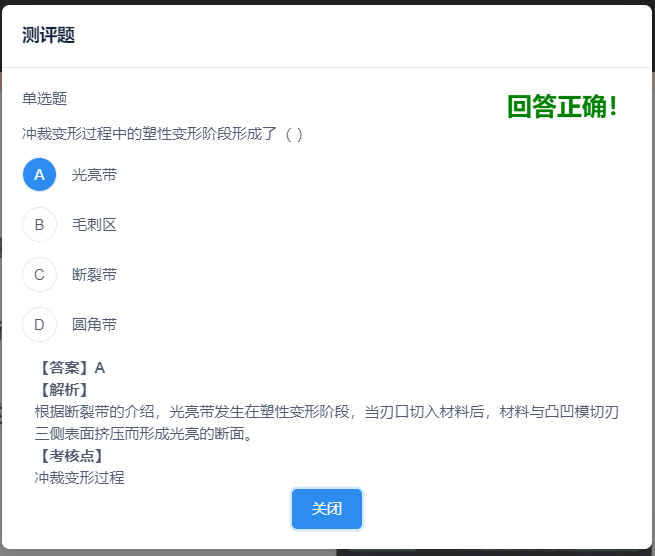 测评题
单选题
回答正确！
冲裁变形过程中的塑性变形阶段形成了（ ）
A 光亮带
B 毛刺区
C 断裂带
D 圆角带
【答案】A
【解析】
根据断裂带的介绍，光亮带发生在塑性变形阶段，当刃口切入材料后，材料与凸凹模切刃
三侧表面挤压而形成光亮的断面。
【考核点】
冲裁变形过程
关闭